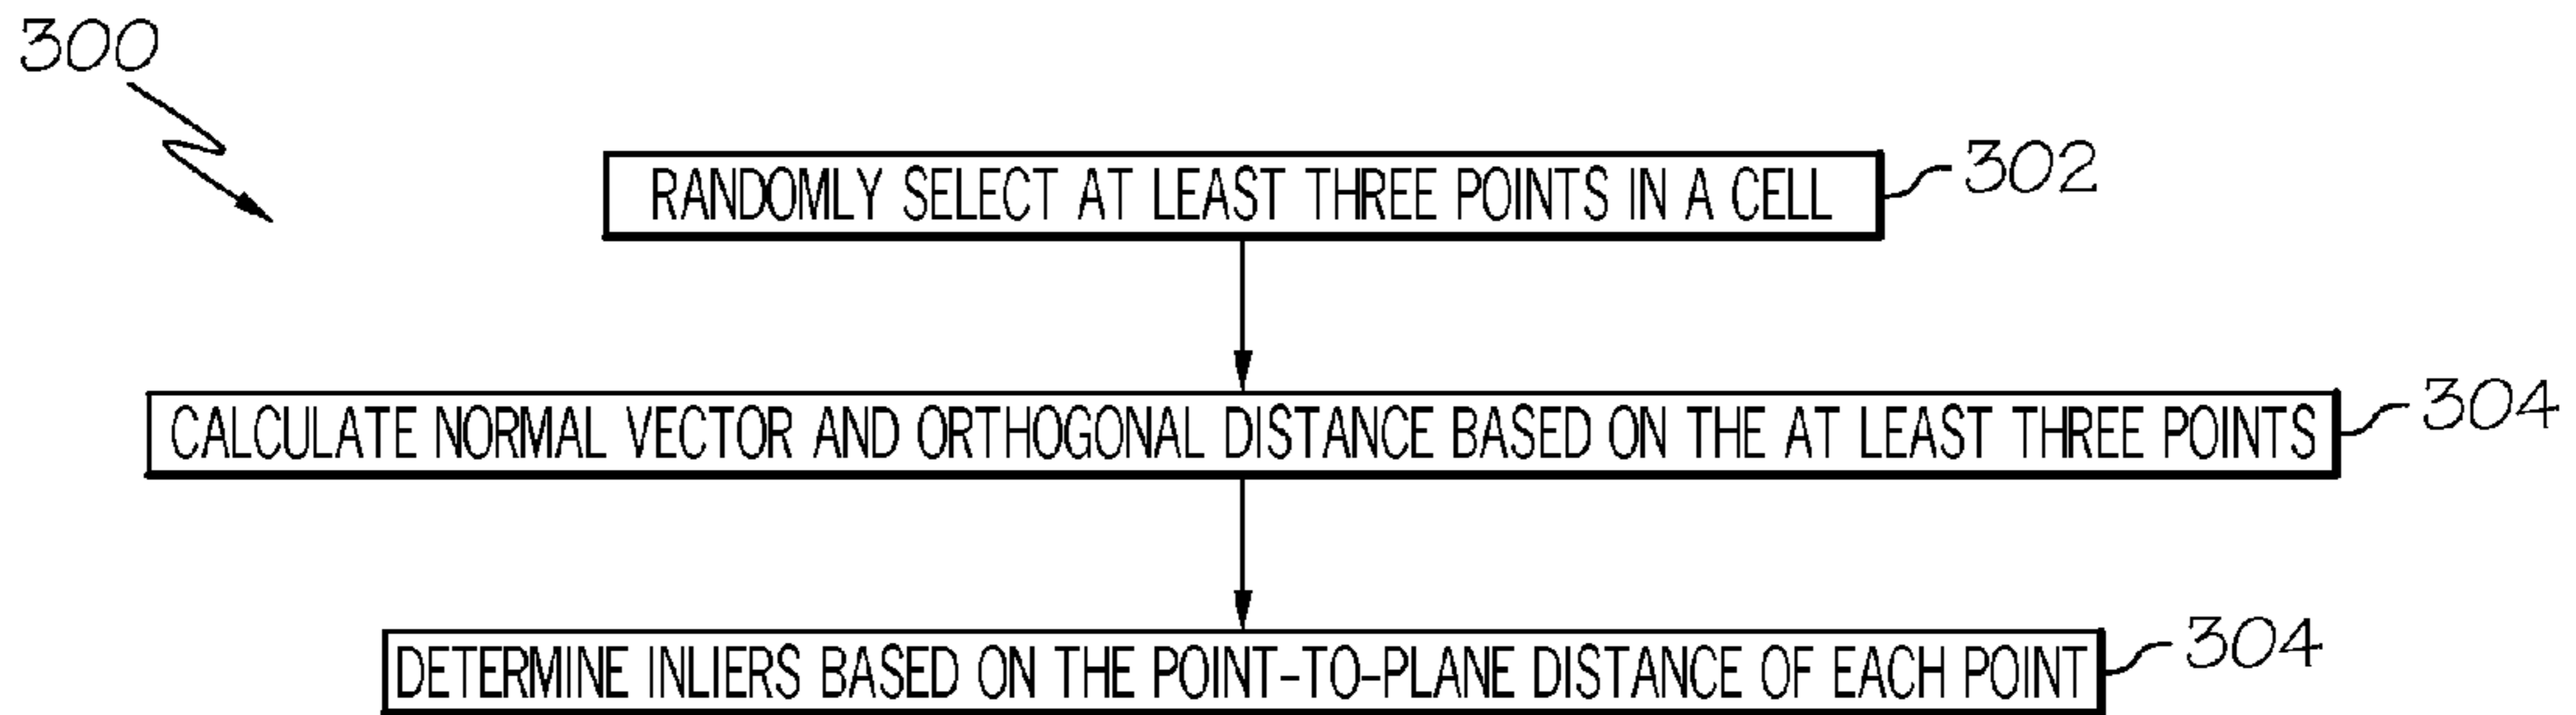 300
RANDOMLY SELECT AT LEAST THREE POINTS IN A CELL 302
CALCULATE NORMAL VECTOR AND ORTHOGONAL DISTANCE BASED ON THE AT LEAST THREE POINTS 304
DETERMINE INLIERS BASED ON THE POINT-TO-PLANE DISTANCE OF EACH POINT 304